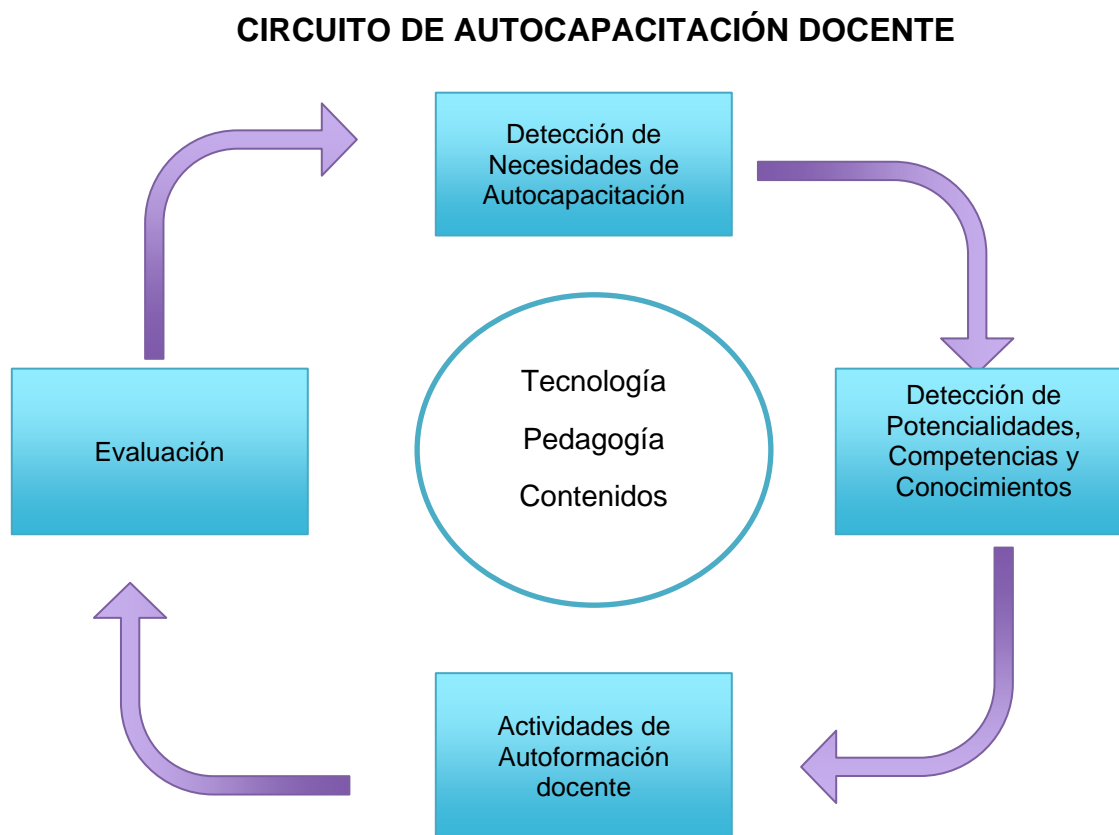 CIRCUITO DE AUTOCAPACITACIÓN DOCENTE
Detección de
Necesidades de
Autocapacitación
Detección de
Potencialidades,
Competencias y
Conocimientos
Actividades de
Autoformación
docente
Evaluación
Tecnología
Pedagogía
Contenidos